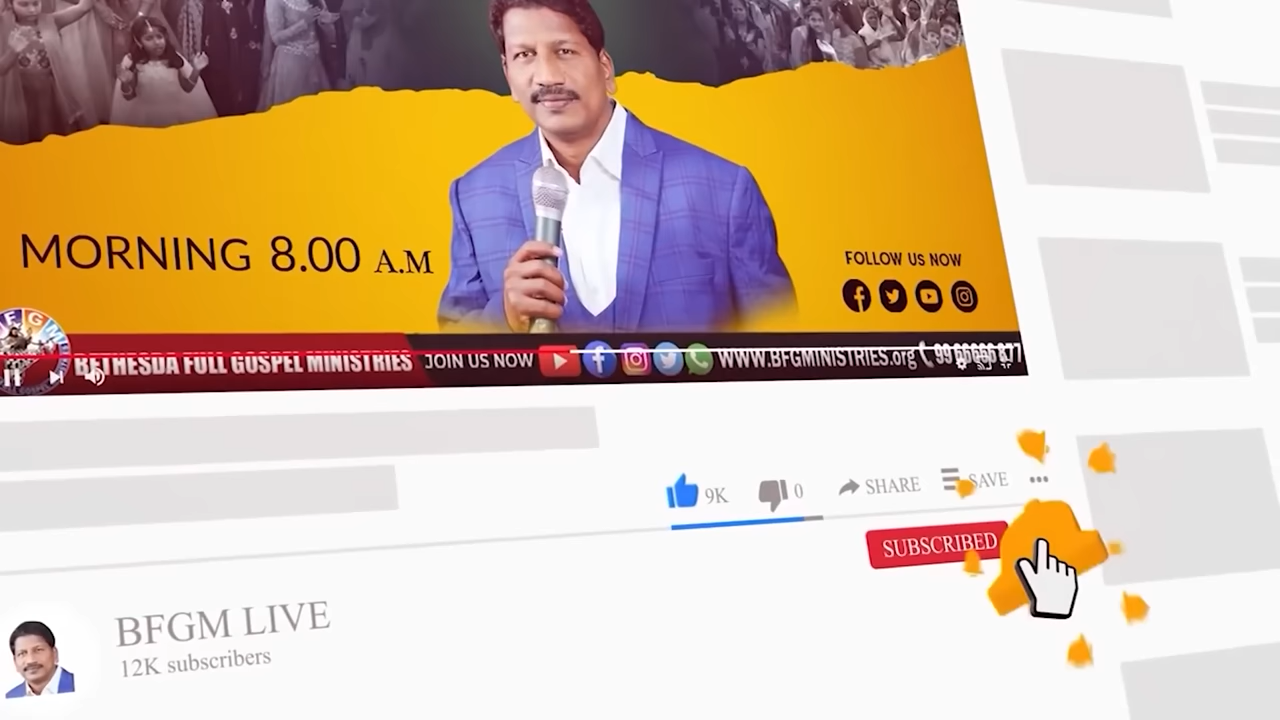 MORNING 8.00 A.M
FOLLOW US NOW
BFGM
BETHESDA FULL GOSPEL MINISTRIES JOIN US NOW WWW.BFGMINISTRIES.org
9K 0 SHARE SAVE
SUBSCRIBED
BFGM LIVE
12K subscribers